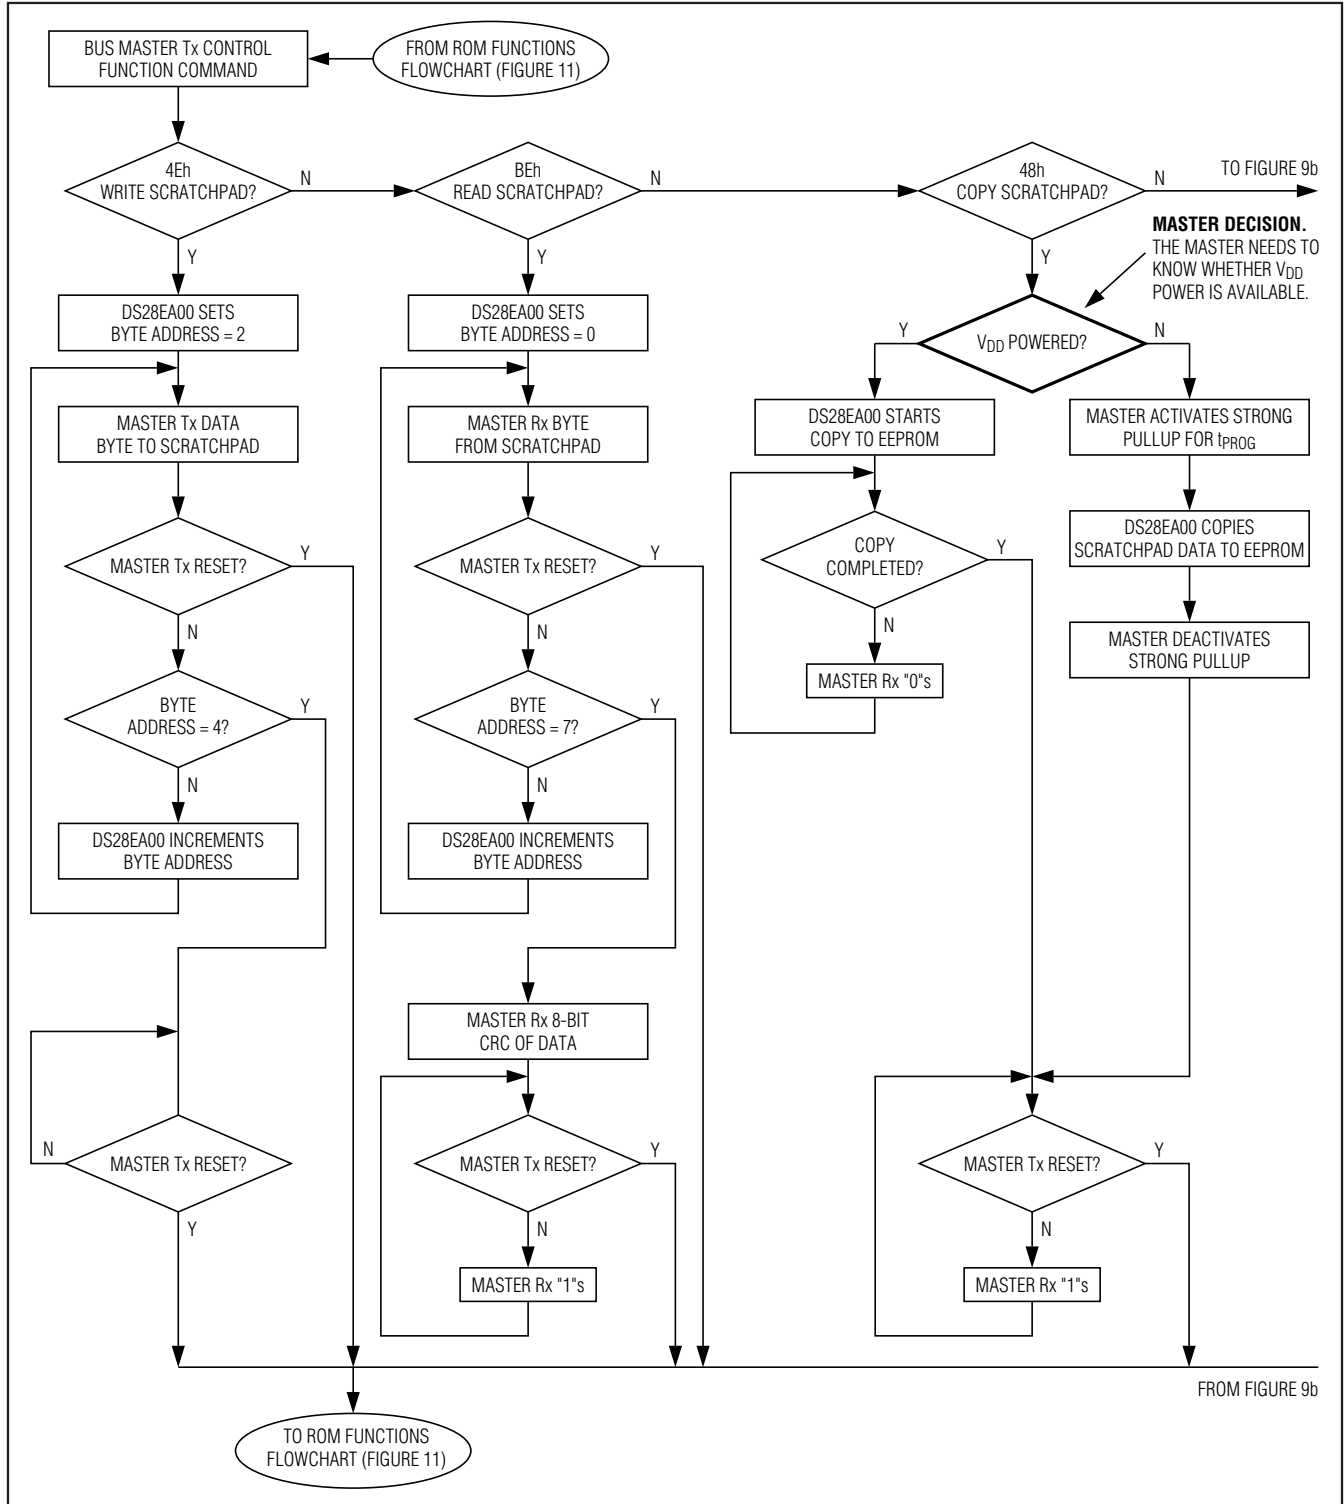 BUS MASTER Tx CONTROL
FUNCTION COMMAND
FROM ROM FUNCTIONS
FLOWCHART (FIGURE 11)
4Eh
WRITE SCRATCHPAD?
N
Y
BEh
READ SCRATCHPAD?
N
Y
48h
COPY SCRATCHPAD?
N
Y
TO FIGURE 9b
MASTER DECISION.
THE MASTER NEEDS TO
KNOW WHETHER VDD
POWER IS AVAILABLE.
DS28EA00 SETS
BYTE ADDRESS = 2
DS28EA00 SETS
BYTE ADDRESS = 0
Y
VDD POWERED?
N
MASTER Tx DATA
BYTE TO SCRATCHPAD
MASTER Rx BYTE
FROM SCRATCHPAD
DS28EA00 STARTS
COPY TO EEPROM
MASTER ACTIVATES STRONG
PULLUP FOR tPROG
MASTER Tx RESET?
Y
N
MASTER Tx RESET?
Y
N
COPY
COMPLETED?
Y
N
DS28EA00 COPIES
SCRATCHPAD DATA TO EEPROM
MASTER Rx "0"s
MASTER DEACTIVATES
STRONG PULLUP
BYTE
ADDRESS = 4?
Y
N
BYTE
ADDRESS = 7?
Y
N
DS28EA00 INCREMENTS
BYTE ADDRESS
DS28EA00 INCREMENTS
BYTE ADDRESS
MASTER Rx 8-BIT
CRC OF DATA
N
MASTER Tx RESET?
Y
MASTER Tx RESET?
Y
N
MASTER Tx RESET?
Y
N
MASTER Rx "1"s
MASTER Rx "1"s
FROM FIGURE 9b
TO ROM FUNCTIONS
FLOWCHART (FIGURE 11)